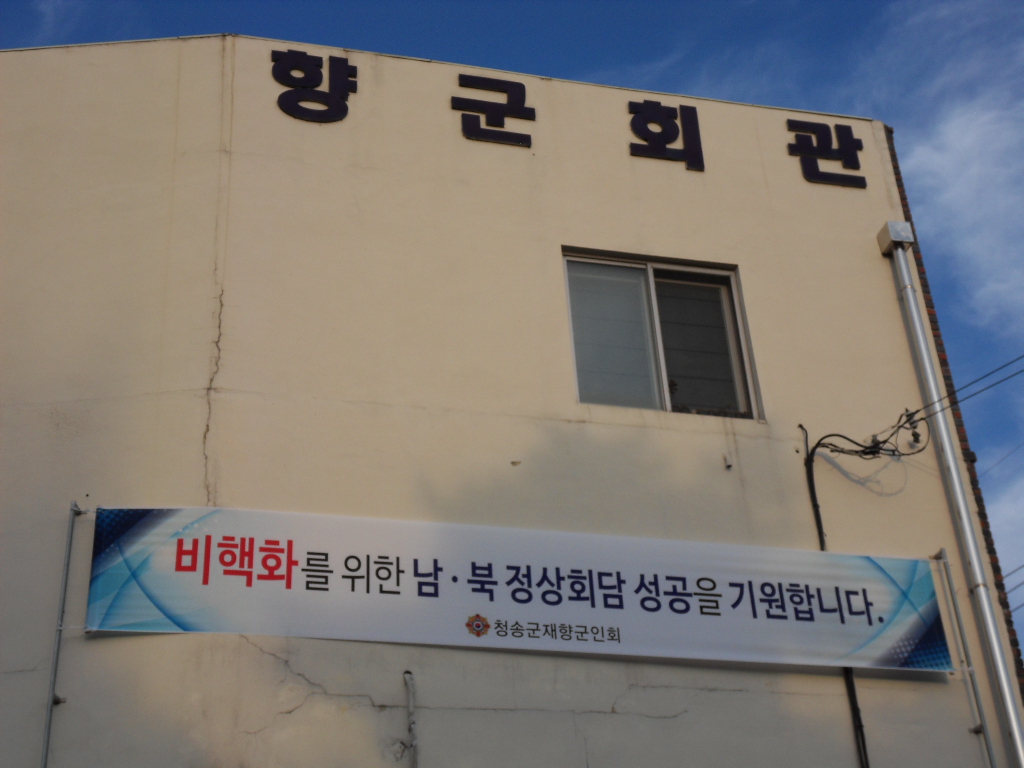 향군회관
비핵화를 위한 남·북 정상회담 성공을 기원합니다.
청송군재향군인회